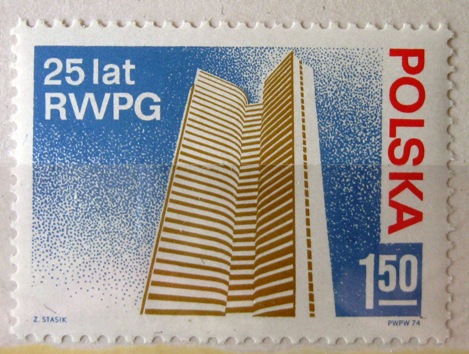 25 lat
RWPG
POLSKA
1 50
Z. STASIK
PWPW 74